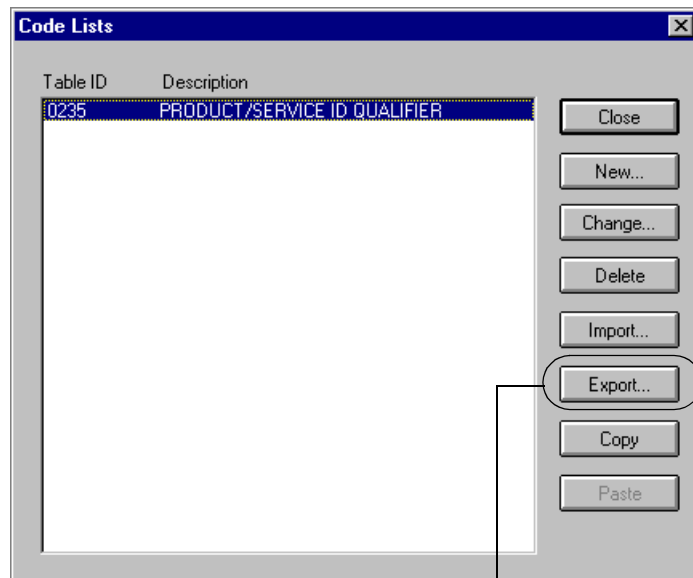 Code Lists
Table ID Description
0235 PRODUCT/SERVICE ID QUALIFIER
Close
New...
Change...
Delete
Import...
Export...
Copy
Paste